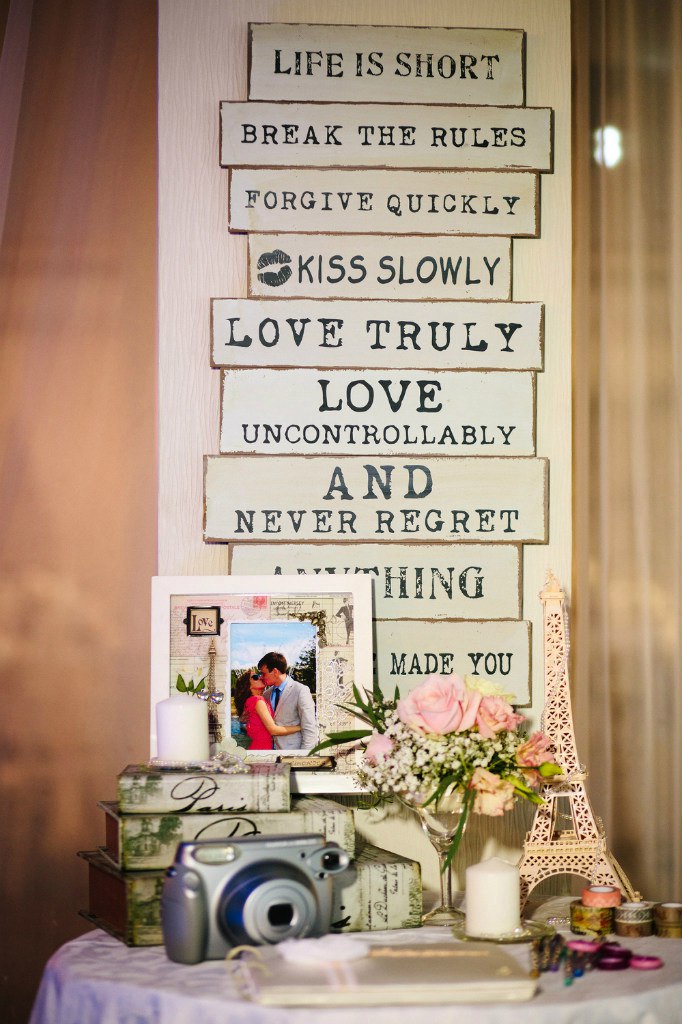 LIFE IS SHORT
BREAK THE RULES
FORGIVE QUICKLY
KISS SLOWLY
LOVE TRULY
LOVE
UNCONTROLLABLY
AND
NEVER REGRET
ANYTHING
MADE YOU
Love
Paris